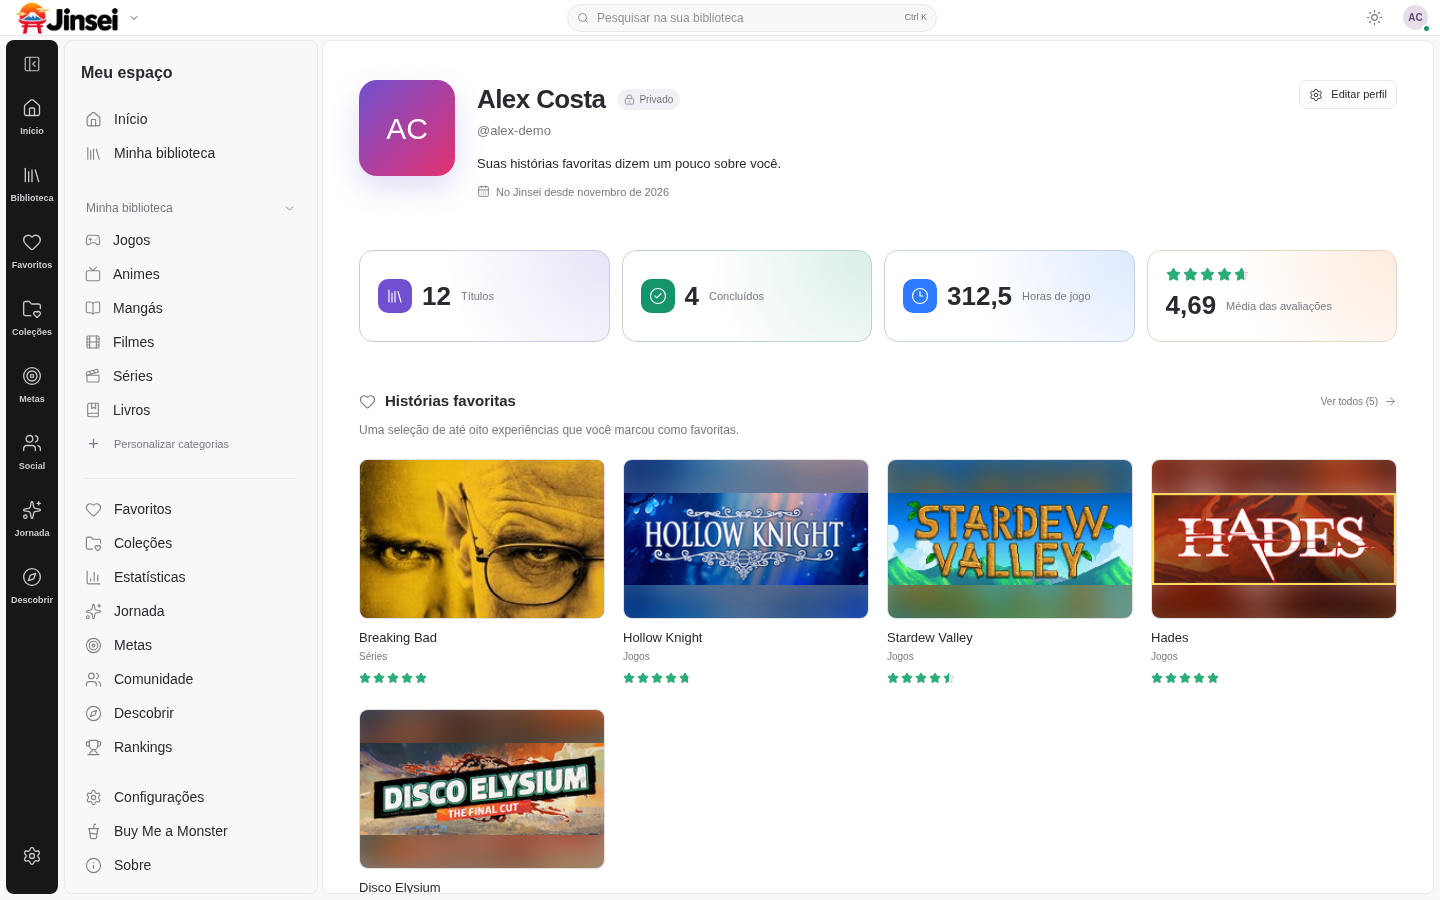 Jinsei
Pesquisar na sua biblioteca
Ctrl K
AC
Início
Biblioteca
Favoritos
Coleções
Metas
Social
Jornada
Descobrir
Meu espaço
Início
Minha biblioteca
Minha biblioteca
Jogos
Animes
Mangás
Filmes
Séries
Livros
Personalizar categorias
Favoritos
Coleções
Estatísticas
Jornada
Metas
Comunidade
Descobrir
Rankings
Configurações
Buy Me a Monster
Sobre
AC
Alex Costa
Privado
Editar perfil
@alex-demo
Suas histórias favoritas dizem um pouco sobre você.
No Jinsei desde novembro de 2026
12 Títulos
4 Concluídos
312,5 Horas de jogo
4,69 Média das avaliações
Histórias favoritas
Ver todos (5)
Uma seleção de até oito experiências que você marcou como favoritas.
HOLLOW KNIGHT
STARDEW
VALLEY
HADES
Breaking Bad
Séries
Hollow Knight
Jogos
Stardew Valley
Jogos
Hades
Jogos
DISCO ELYSIUM
THE FINAL CUT
Disco Elysium